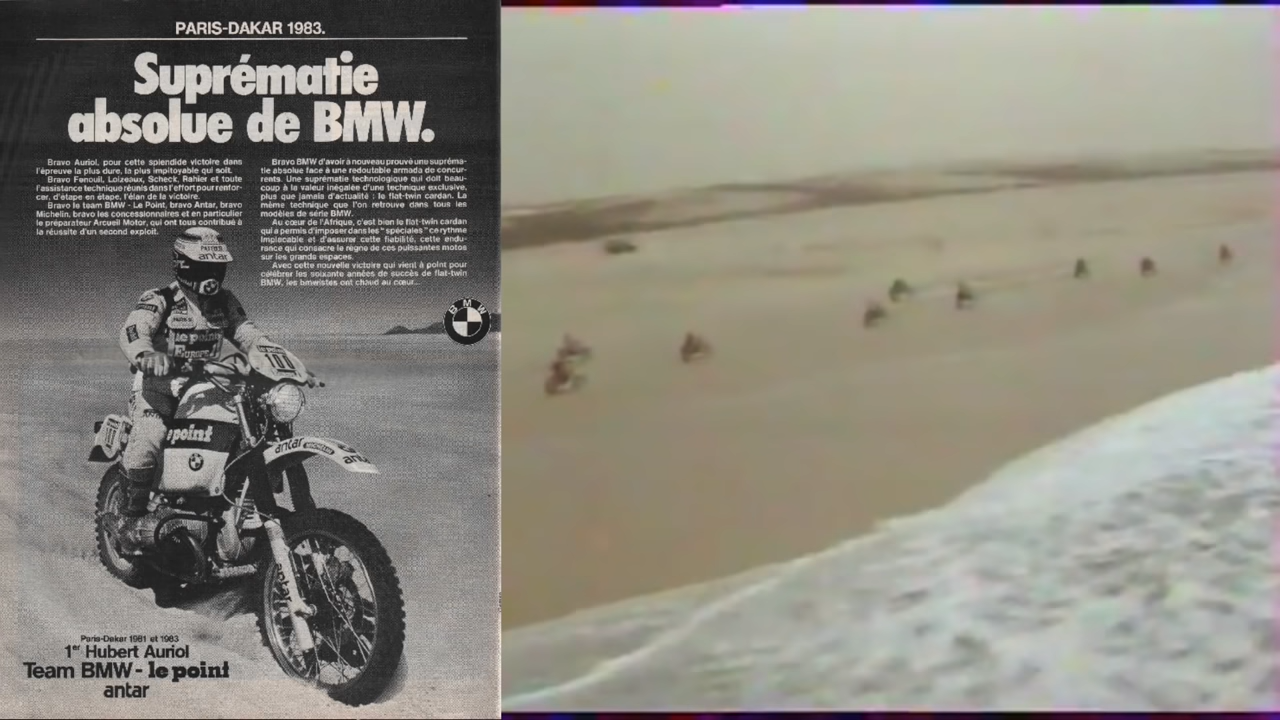 PARIS-DAKAR 1983.
Suprématie
absolue de BMW.
Bravo Auriol, pour cette splendide victoire dans
l'épreuve la plus dure, la plus impitoyable qui soit.
Bravo Fenouil, Loizeaux, Scheck, Rahier et toute
l'assistance technique réunis dans l'effort pour renfor-
cer, d'étape en étape, l'élan de la victoire.
Bravo le team BMW - Le Point, bravo Antar, bravo
Michelin, bravo les concessionnaires et en particulier
le préparateur Arcueil Motor, qui ont tous contribué à
la réussite d'un second exploit.
Bravo BMW d'avoir à nouveau prouvé une supréma-
tie absolue face à une redoutable armada de concur-
rents. Une suprématie technologique qui doit beau-
coup à la valeur inégalée d'une technique exclusive,
plus que jamais d'actualité : le flat-twin cardan. La
même technique que l'on retrouve dans tous les
modèles de série BMW.
Au cœur de l'Afrique, c'est bien le flat-twin cardan
qui a permis d'imposer dans les "spéciales" ce rythme
implacable et d'assurer cette fiabilité, cette endu-
rance qui consacre le règne de ces puissantes motos
sur les grands espaces.
Avec cette nouvelle victoire qui vient à point pour
célébrer les soixante années de succès de flat-twin
BMW, les bmwistes ont chaud au cœur...
antar
BMW
le point
101
le point
antar MICHELIN
Paris-Dakar 1981 et 1983
1er Hubert Auriol
Team BMW - le point
antar